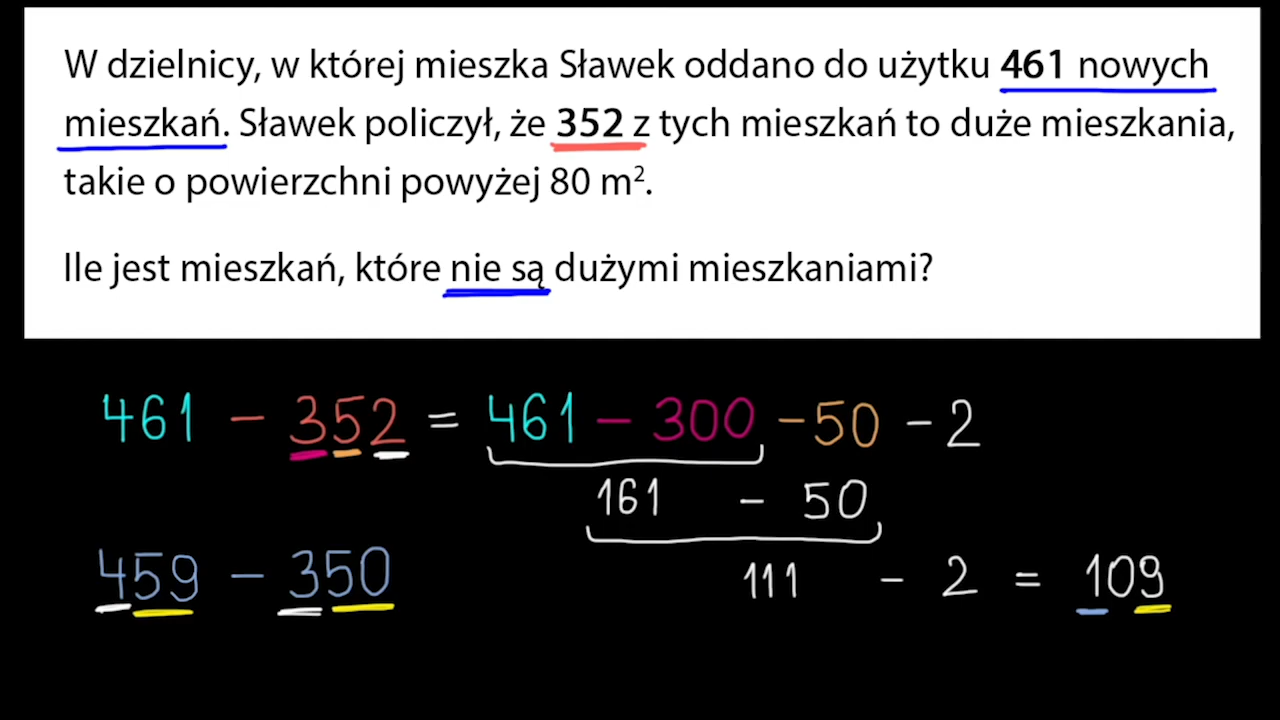 W dzielnicy, w której mieszka Sławek oddano do użytku 461 nowych
mieszkań. Sławek policzył, że 352 z tych mieszkań to duże mieszkania,
takie o powierzchni powyżej 80 m².
Ile jest mieszkań, które nie są dużymi mieszkaniami?
461 - 352 = 461 - 300 - 50 - 2
161 - 50
459 - 350
111 - 2 = 109